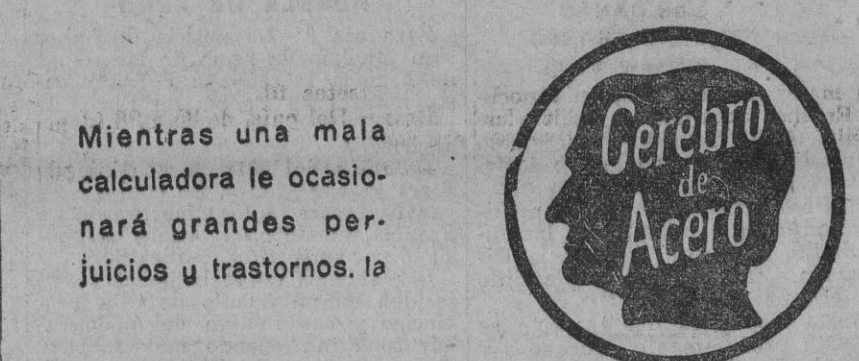 Mientras una mala
calculadora le ocasio-
nará grandes per-
juicios y trastornos. la
Cerebro
de
Acero